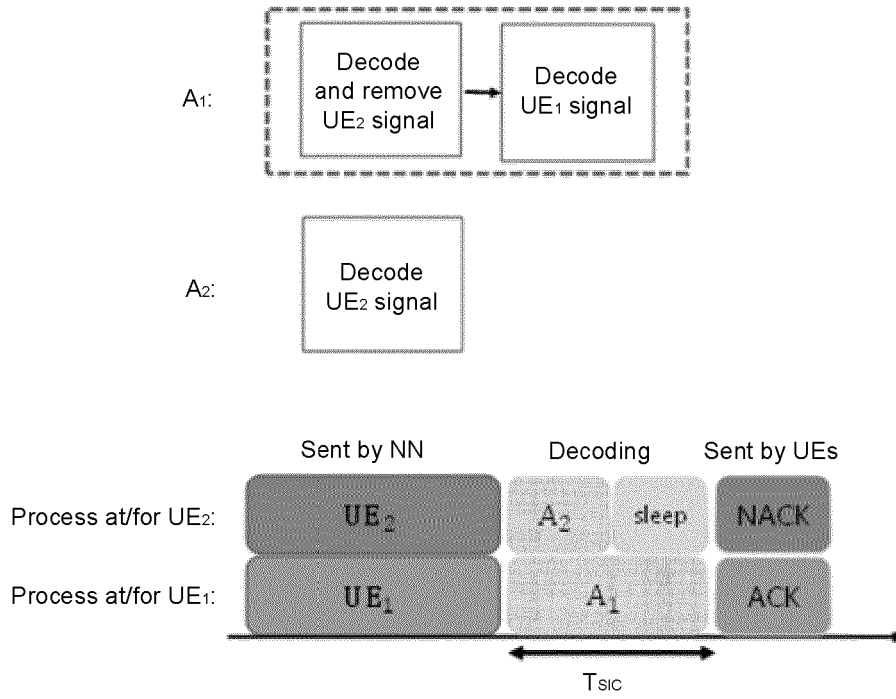 A1:
Decode
and remove
UE2 signal
Decode
UE1 signal
A2:
Decode
UE2 signal
Sent by NN
Decoding
Sent by UEs
Process at/for UE2:
UE2
A2
sleep
NACK
Process at/for UE1:
UE1
A1
ACK
TSIC